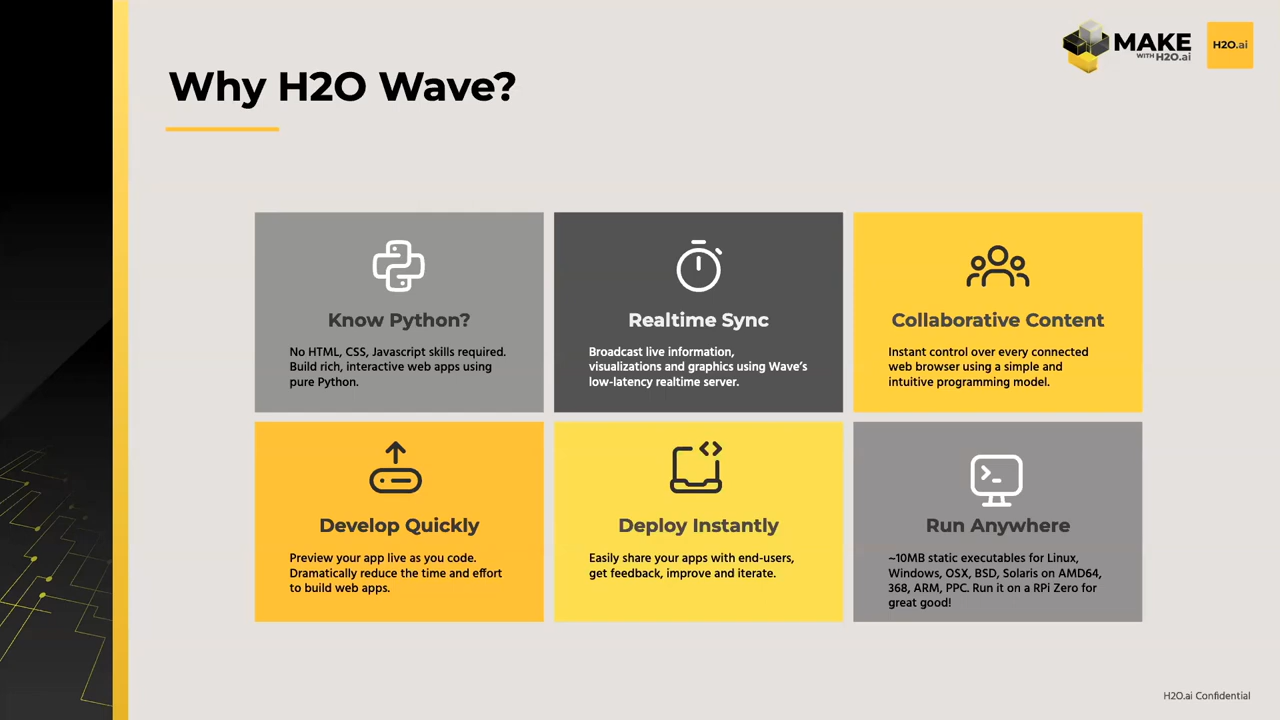 MAKE
WITH H2O.ai
H2O.ai
Why H2O Wave?
Know Python?
No HTML, CSS, Javascript skills required.
Build rich, interactive web apps using
pure Python.
Realtime Sync
Broadcast live information,
visualizations and graphics using Wave's
low-latency realtime server.
Collaborative Content
Instant control over every connected
web browser using a simple and
intuitive programming model.
Develop Quickly
Preview your app live as you code.
Dramatically reduce the time and effort
to build web apps.
Deploy Instantly
Easily share your apps with end-users,
get feedback, improve and iterate.
Run Anywhere
~10MB static executables for Linux,
Windows, OSX, BSD, Solaris on AMD64,
368, ARM, PPC. Run it on a RPi Zero for
great good!
H2O.ai Confidential